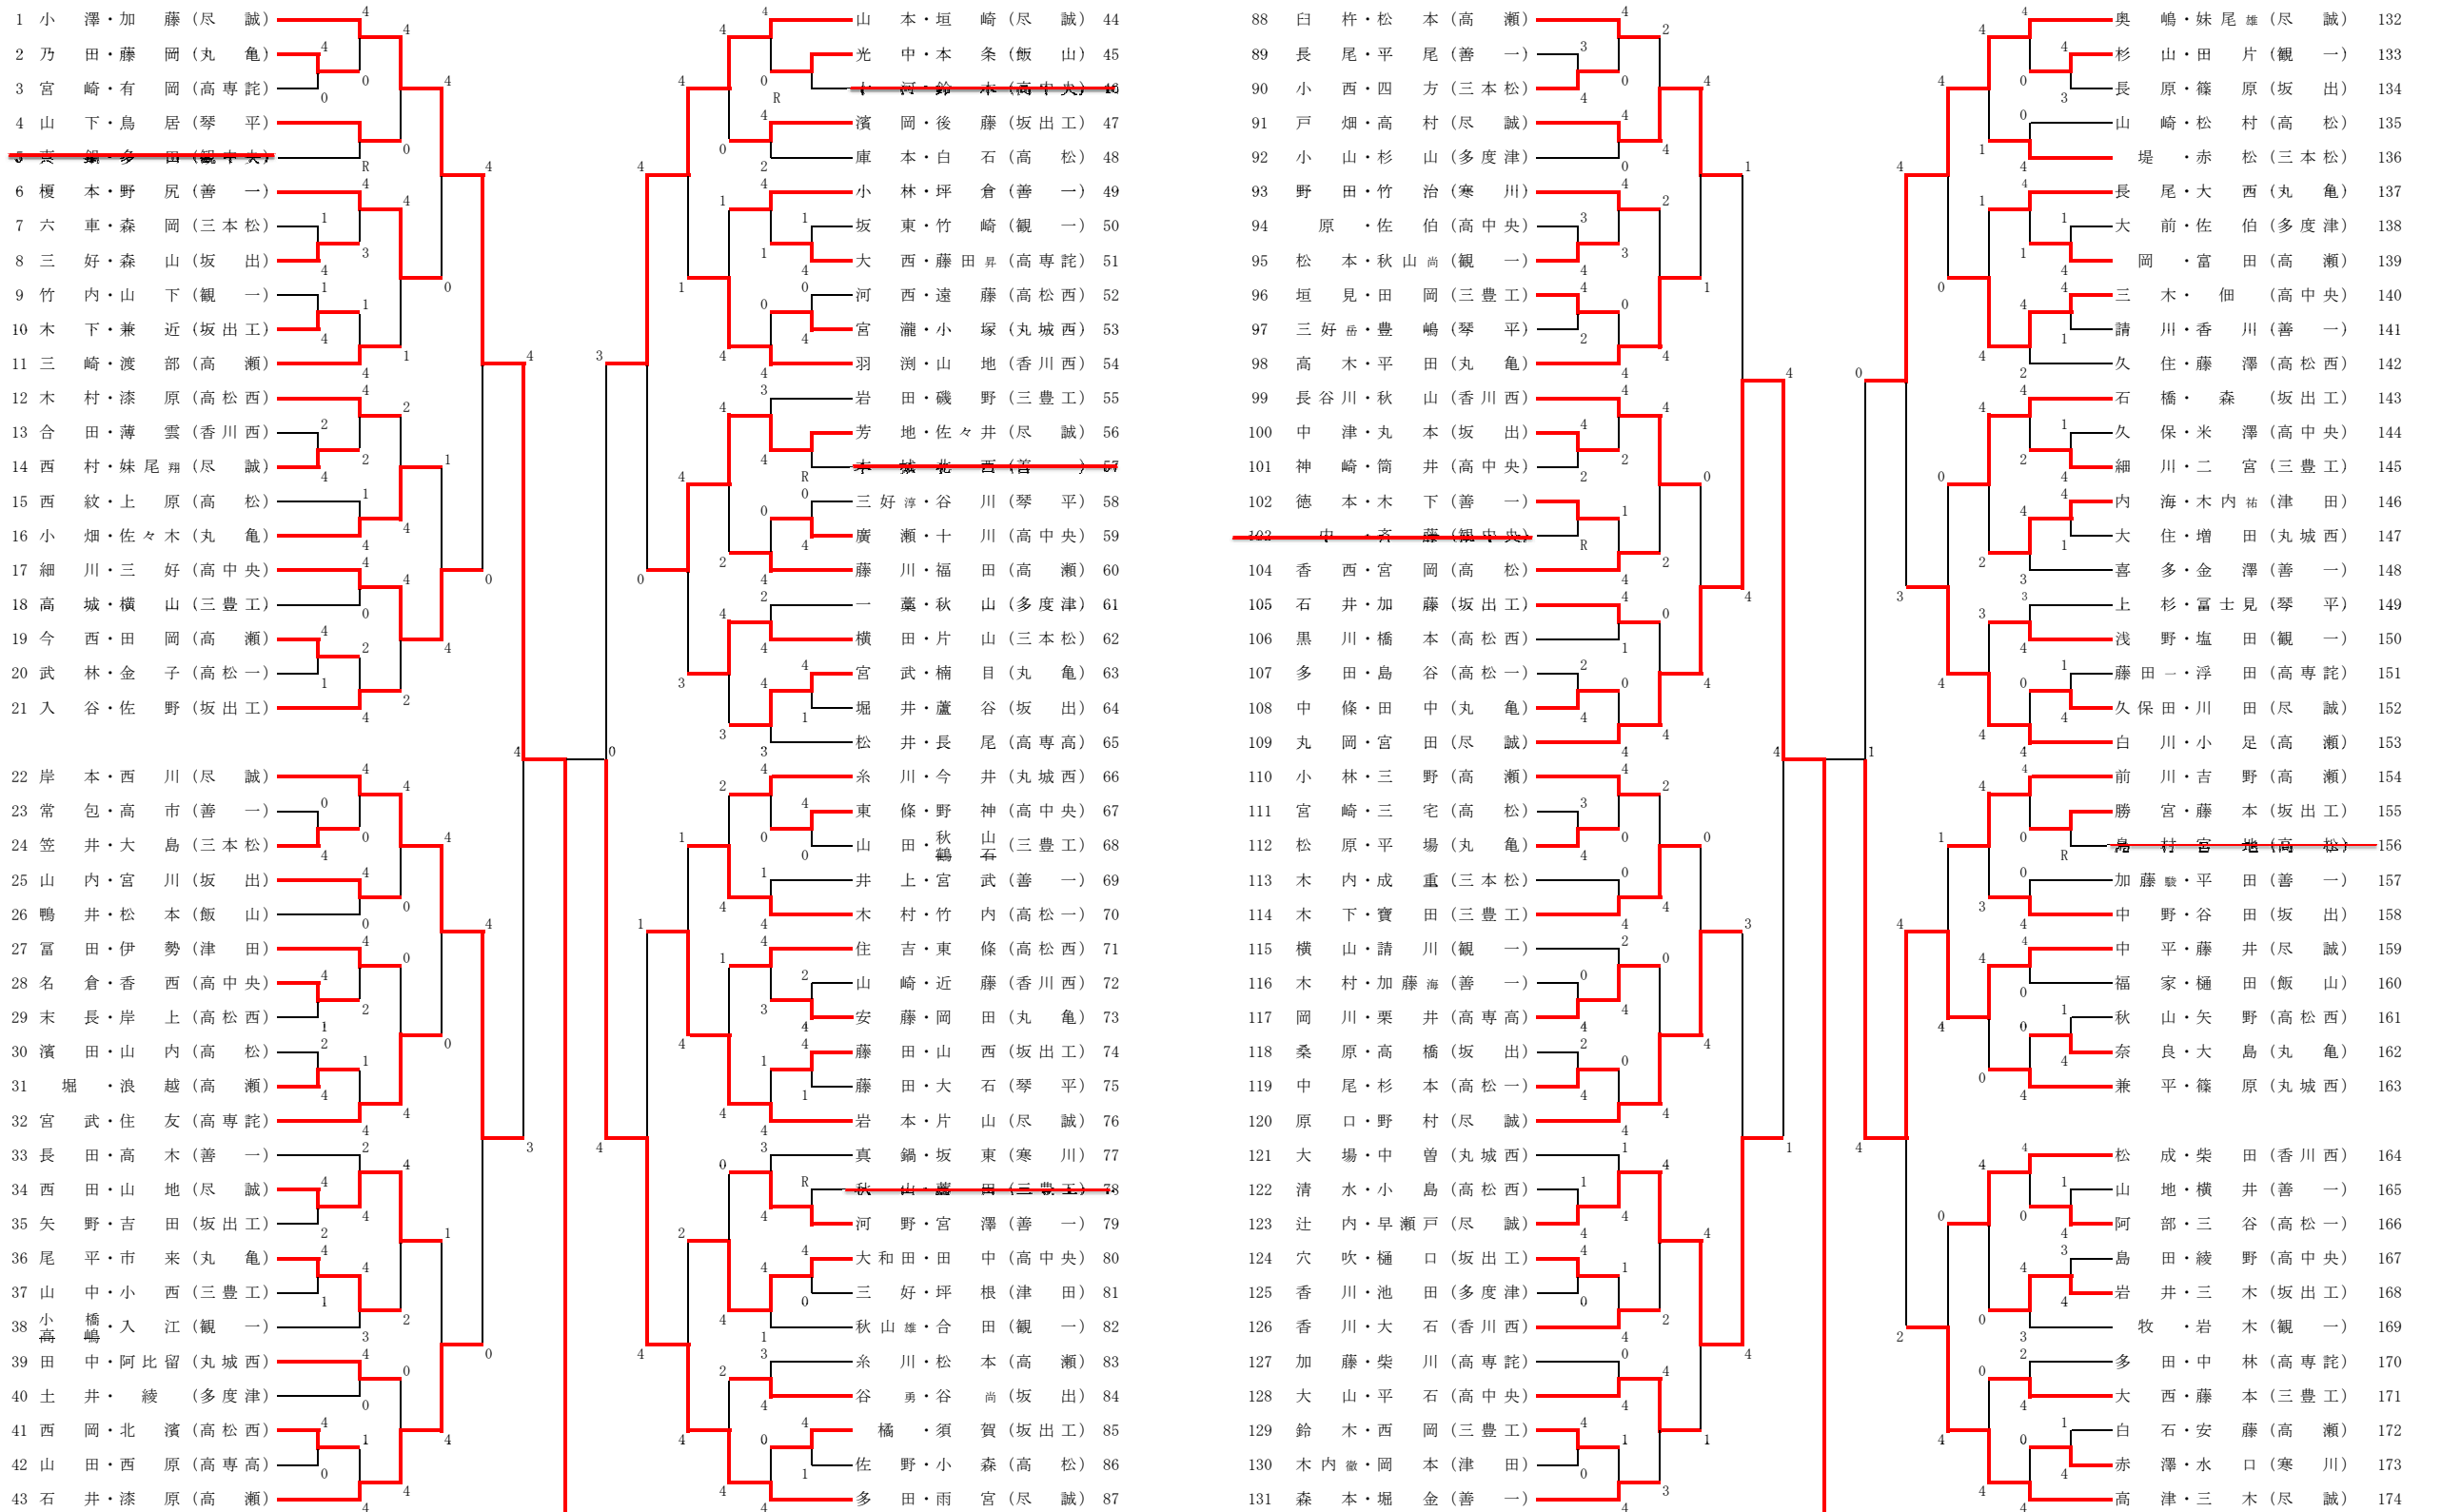 1 小澤・加藤(尽誠)
2 乃田・藤岡(丸亀)
3 宮崎・有岡(高専詫)
4 山下・鳥居(琴平)
5 真鍋・多田(観中央)
6 榎本・野尻(善一)
7 六車・森岡(三本松)
8 三好・森山(坂出)
9 竹内・山下(観一)
10 木下・兼近(坂出工)
11 三崎・渡部(高瀬)
12 木村・漆原(高松西)
13 合田・薄雲(香川西)
14 西村・妹尾翔(尽誠)
15 西紋・上原(高松)
16 小畑・佐々木(丸亀)
17 細川・三好(高中央)
18 高城・横山(三豊工)
19 今西・田岡(高瀬)
20 武林・金子(高松一)
21 入谷・佐野(坂出工)
22 岸本・西川(尽誠)
23 常包・高市(善一)
24 笠井・大島(三本松)
25 山内・宮川(坂出)
26 鴨井・松本(飯山)
27 冨田・伊勢(津田)
28 名倉・香西(高中央)
29 末長・岸上(高松西)
30 濱田・山内(高松)
31 堀・浪越(高瀬)
32 宮武・住友(高専詫)
33 長田・高木(善一)
34 西田・山地(尽誠)
35 矢野・吉田(坂出工)
36 尾平・市来(丸亀)
37 山中・小西(三豊工)
38 小橋高嶋・入江(観一)
39 田中・阿比留(丸城西)
40 土井・綾(多度津)
41 西岡・北濱(高松西)
42 山田・西原(高専高)
43 石井・漆原(高瀬)
山本・垣崎(尽誠) 44
光中・本条(飯山) 45
河・鈴木(高中央) 46
濱岡・後藤(坂出工) 47
庫本・白石(高松) 48
小林・坪倉(善一) 49
坂東・竹崎(観一) 50
大西・藤田昇(高専詫) 51
河西・遠藤(高松西) 52
宮瀧・小塚(丸城西) 53
羽渕・山地(香川西) 54
岩田・磯野(三豊工) 55
芳地・佐々井(尽誠) 56
本城・北西(善一) 57
三好淳・谷川(琴平) 58
廣瀬・十川(高中央) 59
藤川・福田(高瀬) 60
一藁・秋山(多度津) 61
横田・片山(三本松) 62
宮武・楠目(丸亀) 63
堀井・蘆谷(坂出) 64
松井・長尾(高専高) 65
糸川・今井(丸城西) 66
東條・野神(高中央) 67
山田・秋山鶴石(三豊工) 68
井上・宮武(善一) 69
木村・竹内(高松一) 70
住吉・東條(高松西) 71
山崎・近藤(香川西) 72
安藤・岡田(丸亀) 73
藤田・山西(坂出工) 74
藤田・大石(琴平) 75
岩本・片山(尽誠) 76
真鍋・坂東(寒川) 77
秋山・藶田(三豊工) 78
河野・宮澤(善一) 79
大和田・田中(高中央) 80
三好・坪根(津田) 81
秋山雄・合田(観一) 82
糸川・松本(高瀬) 83
谷勇・谷尚(坂出) 84
橘・須賀(坂出工) 85
佐野・小森(高松) 86
多田・雨宮(尽誠) 87
88 臼杵・松本(高瀬)
89 長尾・平尾(善一)
90 小西・四方(三本松)
91 戸畑・高村(尽誠)
92 小山・杉山(多度津)
93 野田・竹治(寒川)
94 原・佐伯(高中央)
95 松本・秋山尚(観一)
96 垣見・田岡(三豊工)
97 三好岳・豊嶋(琴平)
98 高木・平田(丸亀)
99 長谷川・秋山(香川西)
100 中津・丸本(坂出)
101 神崎・筒井(高中央)
102 徳本・木下(善一)
103 中・斉藤(観中央)
104 香西・宮岡(高松)
105 石井・加藤(坂出工)
106 黒川・橋本(高松西)
107 多田・島谷(高松一)
108 中條・田中(丸亀)
109 丸岡・宮田(尽誠)
110 小林・三野(高瀬)
111 宮崎・三宅(高松)
112 松原・平場(丸亀)
113 木内・成重(三本松)
114 木下・寶田(三豊工)
115 横山・請川(観一)
116 木村・加藤海(善一)
117 岡川・栗井(高専高)
118 桑原・高橋(坂出)
119 中尾・杉本(高松一)
120 原口・野村(尽誠)
121 大場・中曽(丸城西)
122 清水・小島(高松西)
123 辻内・早瀬戸(尽誠)
124 穴吹・樋口(坂出工)
125 香川・池田(多度津)
126 香川・大石(香川西)
127 加藤・柴川(高専詫)
128 大山・平石(高中央)
129 鈴木・西岡(三豊工)
130 木内徹・岡本(津田)
131 森本・堀金(善一)
奥嶋・妹尾雄(尽誠) 132
杉山・田片(観一) 133
長原・篠原(坂出) 134
山崎・松村(高松) 135
堤・赤松(三本松) 136
長尾・大西(丸亀) 137
大前・佐伯(多度津) 138
岡・富田(高瀬) 139
三木・佃(高中央) 140
請川・香川(善一) 141
久住・藤澤(高松西) 142
石橋・森(坂出工) 143
久保・米澤(高中央) 144
細川・二宮(三豊工) 145
内海・木内祐(津田) 146
大住・増田(丸城西) 147
喜多・金澤(善一) 148
上杉・冨士見(琴平) 149
浅野・塩田(観一) 150
藤田一・浮田(高専詫) 151
久保田・川田(尽誠) 152
白川・小足(高瀬) 153
前川・吉野(高瀬) 154
勝宮・藤本(坂出工) 155
島村・宮地(高松) 156
加藤駿・平田(善一) 157
中野・谷田(坂出) 158
中平・藤井(尽誠) 159
福家・樋田(飯山) 160
秋山・矢野(高松西) 161
奈良・大島(丸亀) 162
兼平・篠原(丸城西) 163
松成・柴田(香川西) 164
山地・横井(善一) 165
阿部・三谷(高松一) 166
島田・綾野(高中央) 167
岩井・三木(坂出工) 168
牧・岩木(観一) 169
多田・中林(高専詫) 170
大西・藤本(三豊工) 171
白石・安藤(高瀬) 172
赤澤・水口(寒川) 173
高津・三木(尽誠) 174